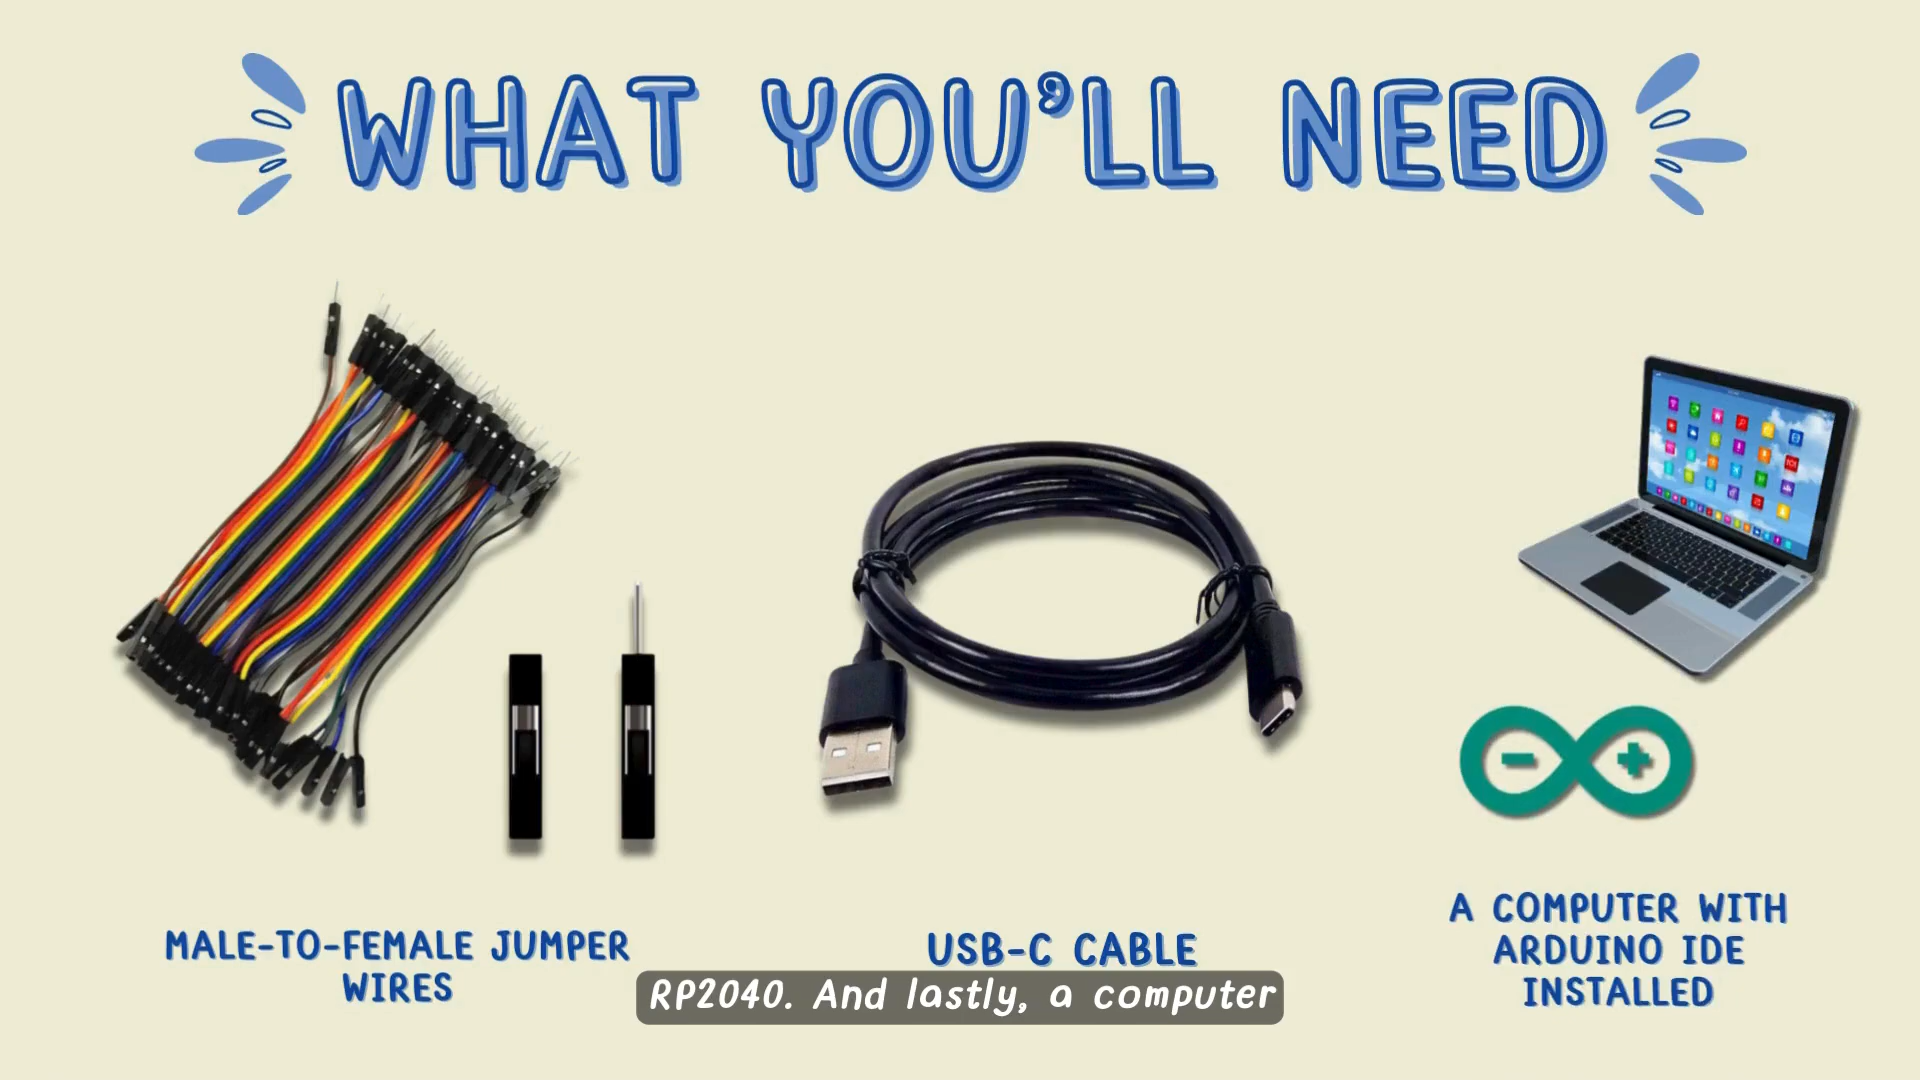 WHAT YOU'LL NEED
MALE-TO-FEMALE JUMPER
WIRES
USB-C CABLE
A COMPUTER WITH
ARDUINO IDE
INSTALLED
RP2040. And lastly, a computer